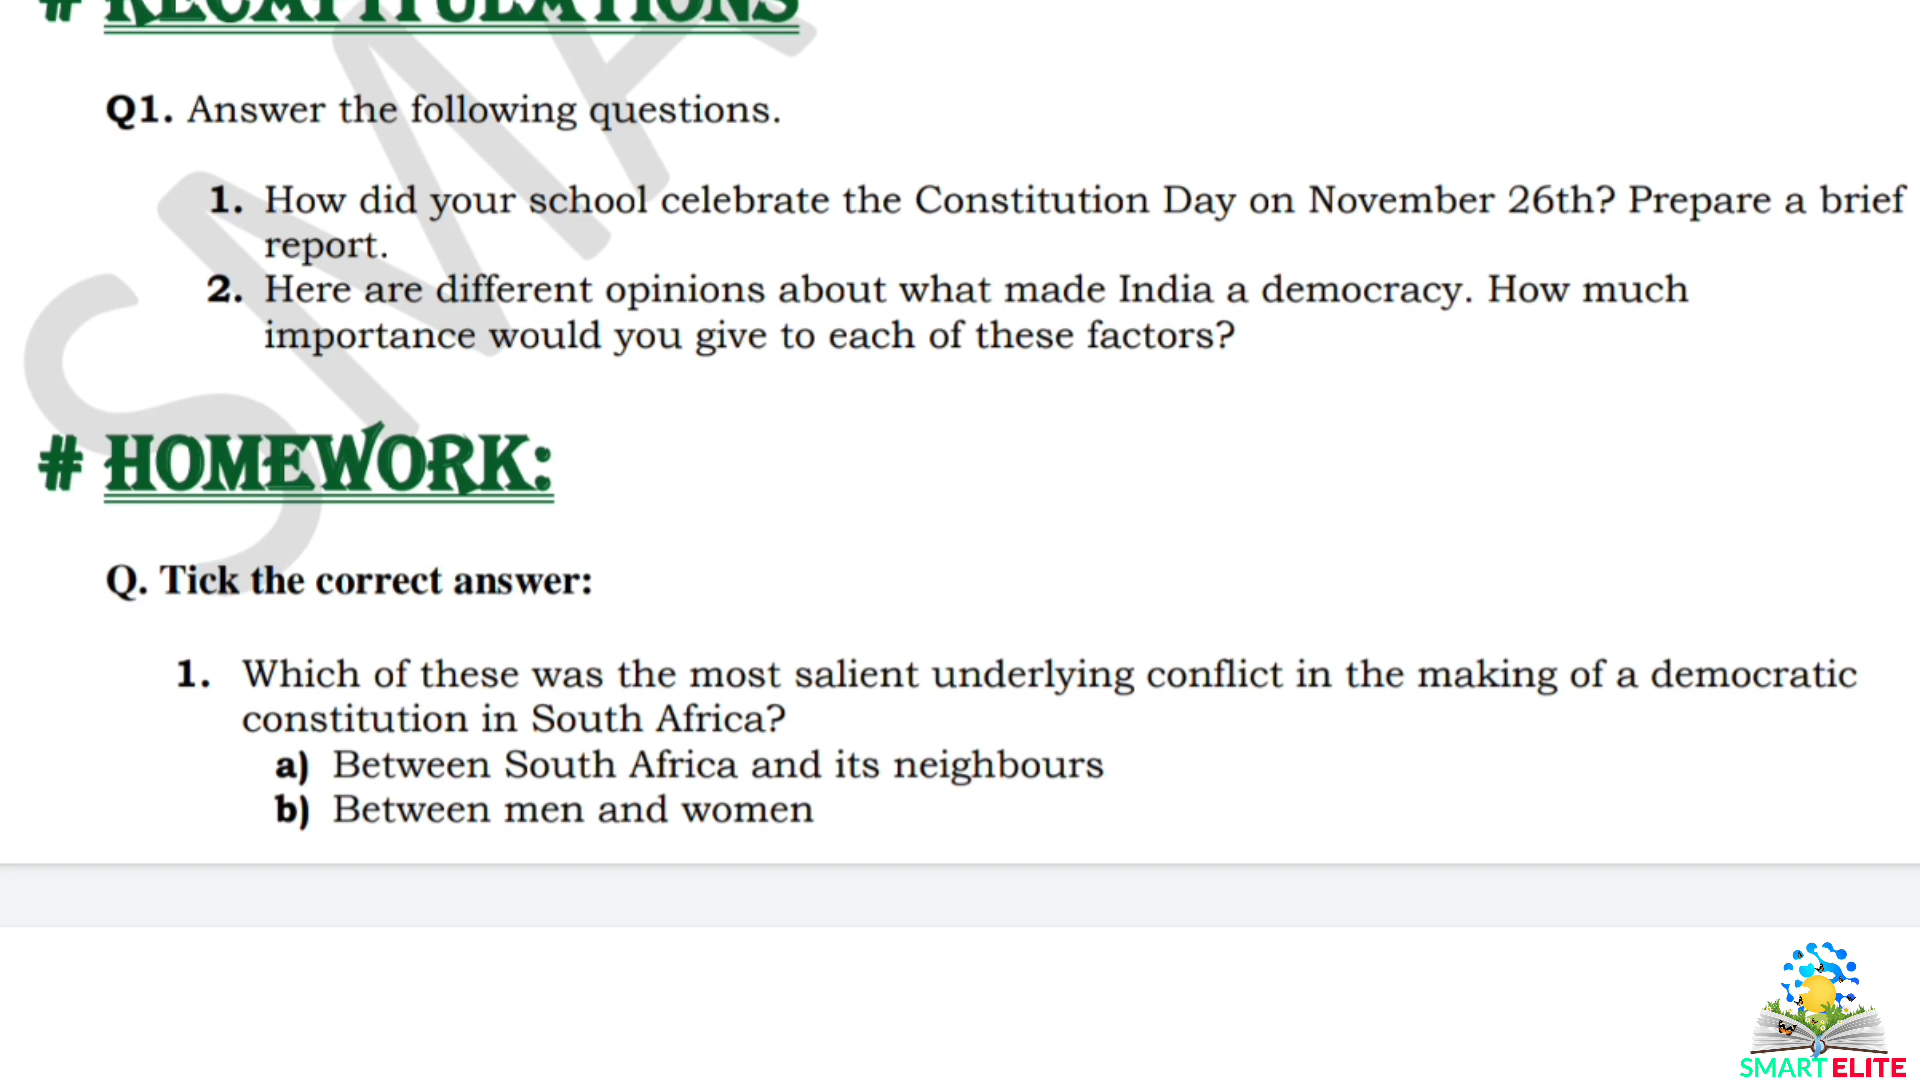 # RECAPITULATIONS
Q1. Answer the following questions.
1. How did your school celebrate the Constitution Day on November 26th? Prepare a brief
report.
2. Here are different opinions about what made India a democracy. How much
importance would you give to each of these factors?
# HOMEWORK:
Q. Tick the correct answer:
1. Which of these was the most salient underlying conflict in the making of a democratic
constitution in South Africa?
a) Between South Africa and its neighbours
b) Between men and women
SMART ELITE